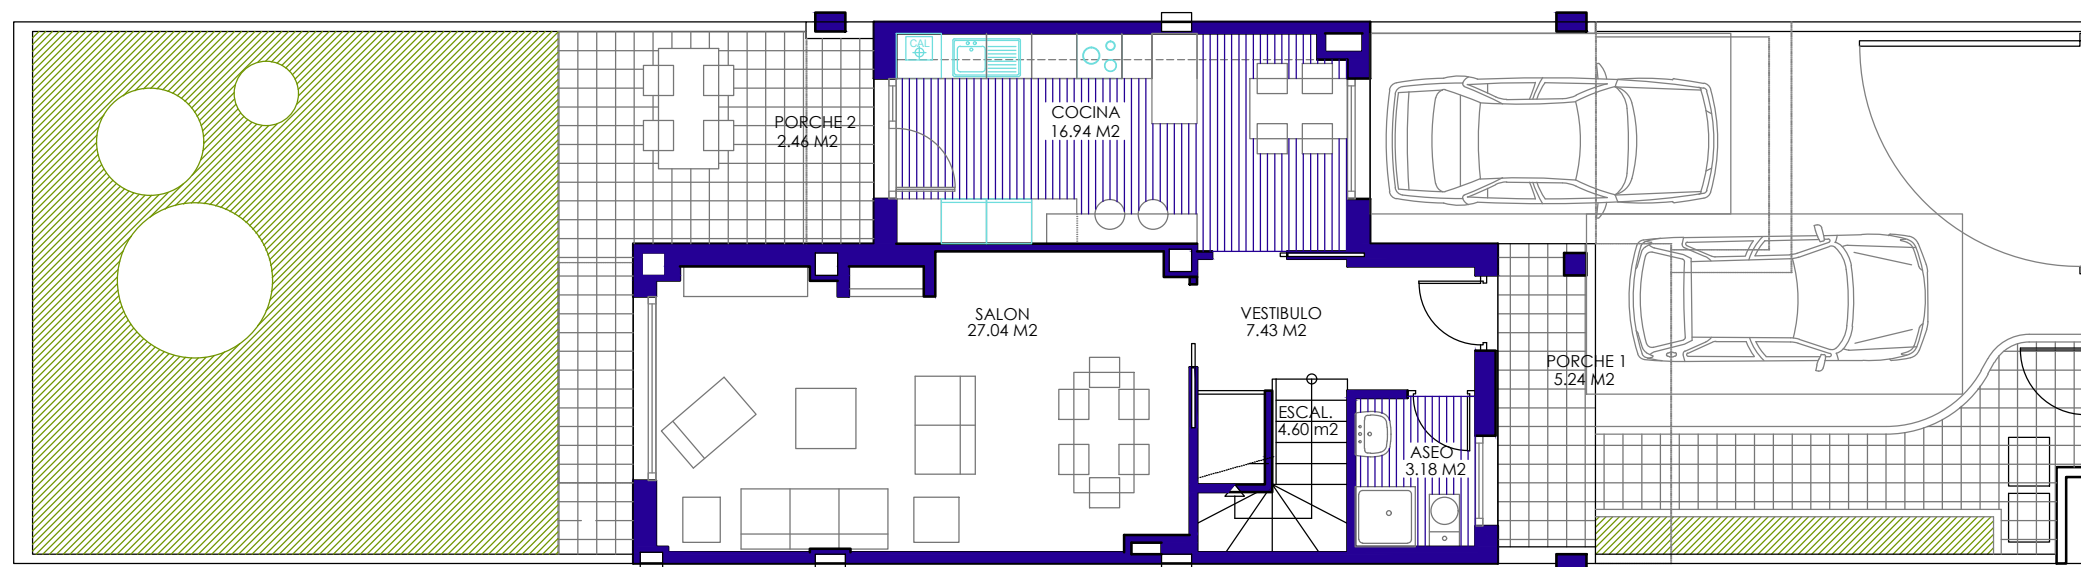 CAL
PORCHE 2
2.46 M2
COCINA
16.94 M2
SALON
27.04 M2
VESTIBULO
7.43 M2
PORCHE 1
5.24 M2
ESCAL.
4.60 m2
ASEO
3.18 M2